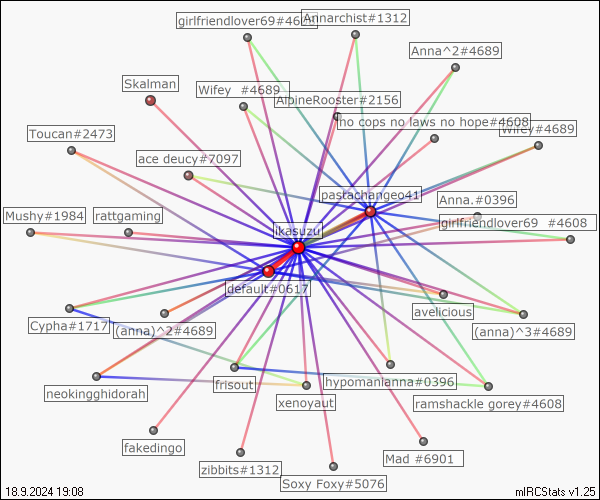 girlfriendlover69#4689
Annarchist#1312
Anna^2#4689
Skalman
Wifey #4689
AlpineRooster#2156
no cops no laws no hope#4608
Wifey#4689
Toucan#2473
ace deucy#7097
pastachangeo41
Anna.#0396
Mushy#1984
rattgaming
girlfriendlover69 #4608
ikasuzu
default#0617
avelicious
Cypha#1717
(anna)^2#4689
(anna)^3#4689
neokingghidorah
frisout
hypomanianna#0396
xenoyaut
ramshackle gorey#4608
fakedingo
zibbits#1312
Mad #6901
Soxy Foxy#5076
18.9.2024 19:08
mIRCStats v1.25